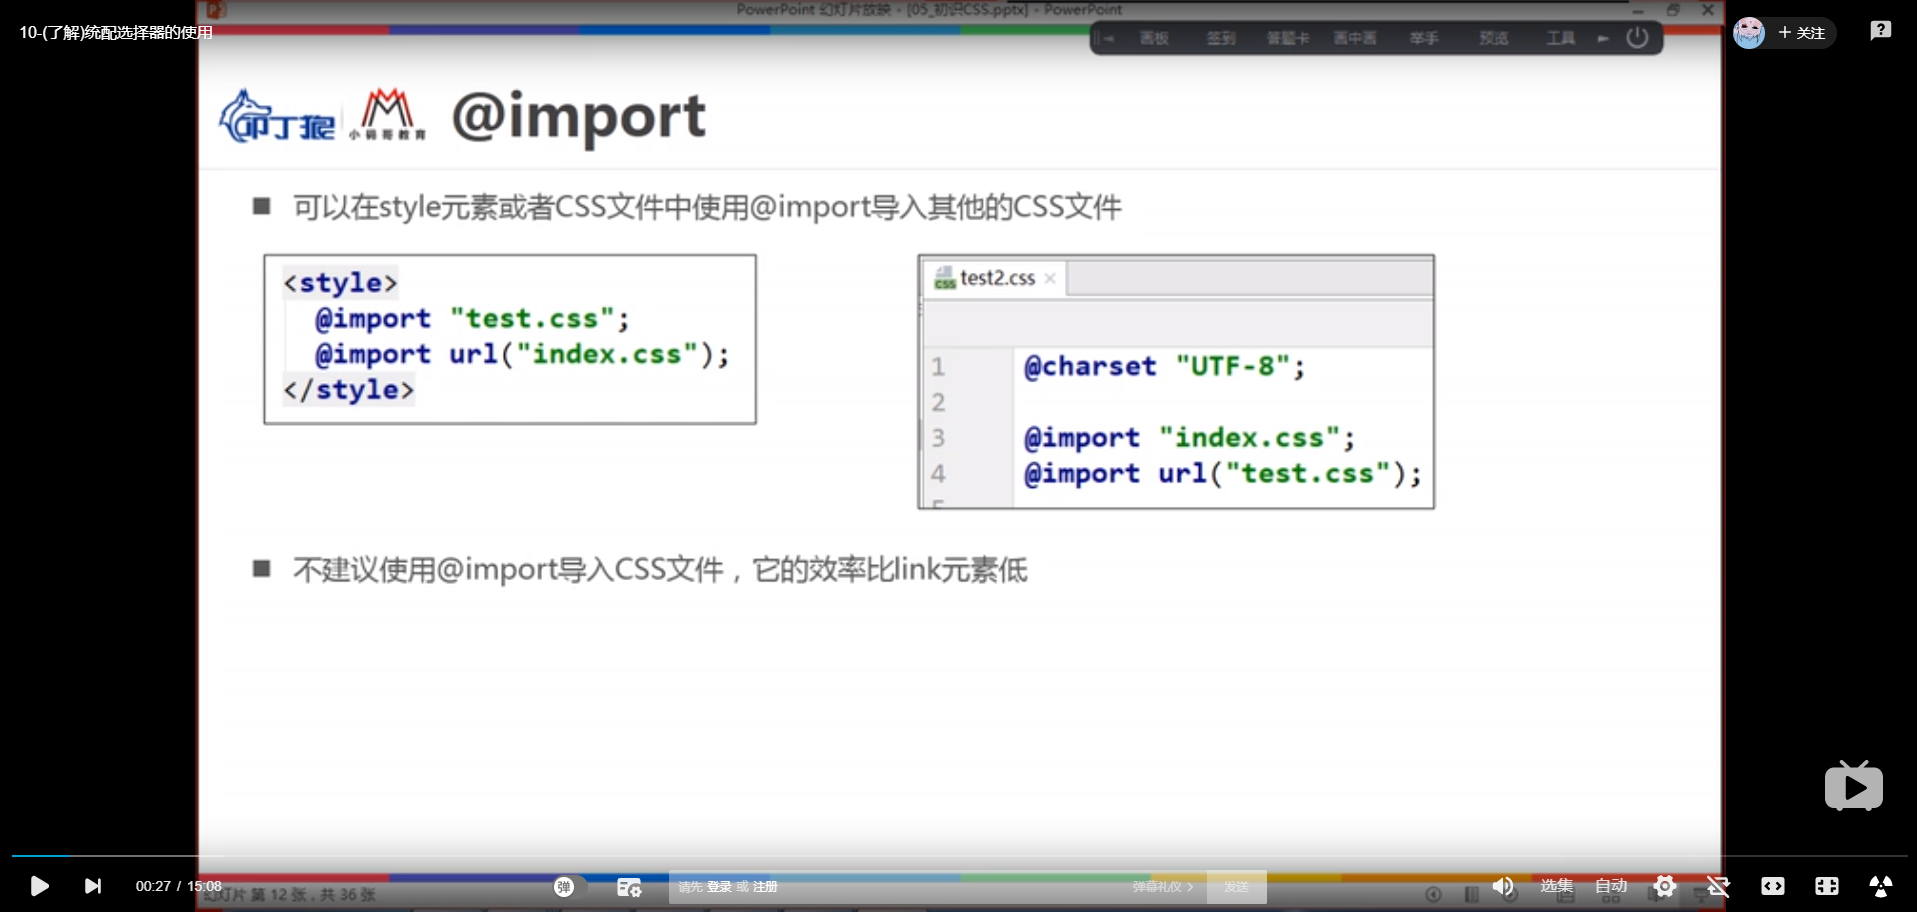 PowerPoint 幻灯片放映 - [05_初识CSS.pptx] - PowerPoint
10-(了解)统配选择器的使用
画板 签到 答题卡 画中画 举手 预览 工具
+ 关注
叩丁狼
小码哥教育
@import
可以在style元素或者CSS文件中使用@import导入其他的CSS文件
<style>
@import "test.css";
@import url("index.css");
</style>
test2.css
1 @charset "UTF-8";
2
3 @import "index.css";
4 @import url("test.css");
5
不建议使用@import导入CSS文件，它的效率比link元素低
00:27 / 15:08
弹
请先 登录 或 注册
弹幕礼仪 >
发送
选集
自动
幻灯片 第 12 张，共 36 张